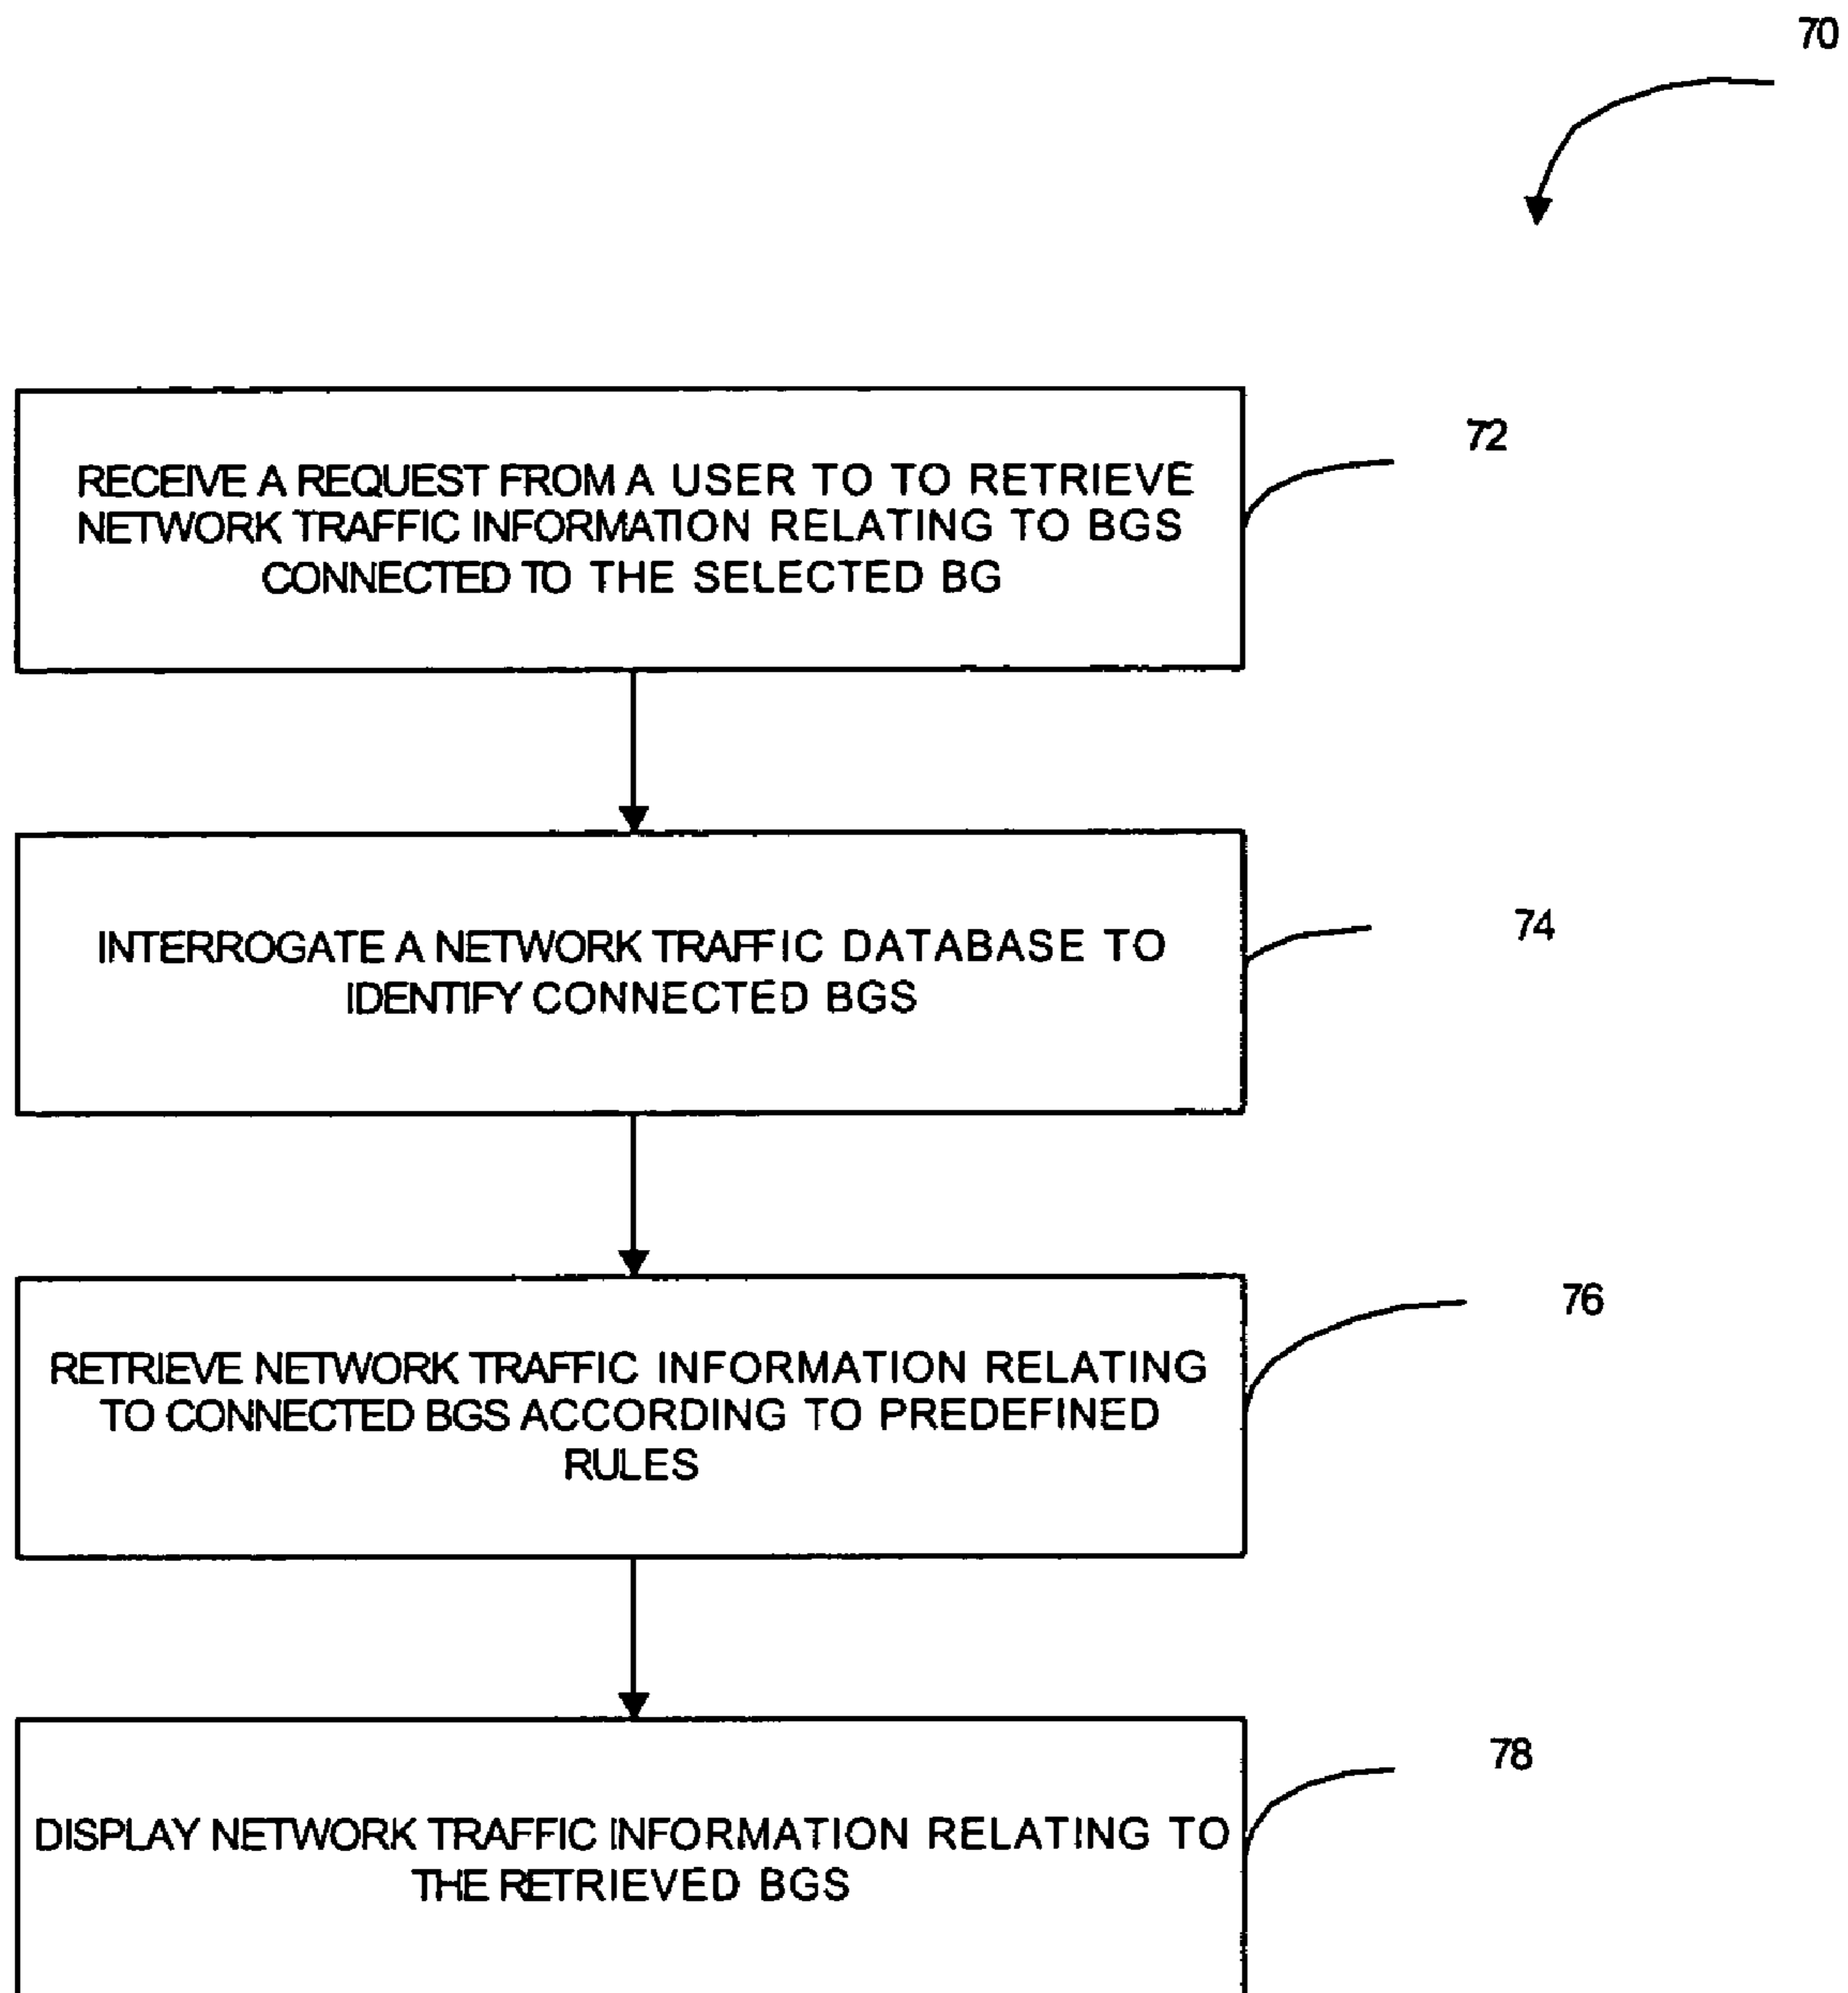 70
72
RECEIVE A REQUEST FROM A USER TO TO RETRIEVE
NETWORK TRAFFIC INFORMATION RELATING TO BGS
CONNECTED TO THE SELECTED BG
74
INTERROGATE A NETWORK TRAFFIC DATABASE TO
IDENTIFY CONNECTED BGS
76
RETRIEVE NETWORK TRAFFIC INFORMATION RELATING
TO CONNECTED BGS ACCORDING TO PREDEFINED
RULES
78
DISPLAY NETWORK TRAFFIC INFORMATION RELATING TO
THE RETRIEVED BGS